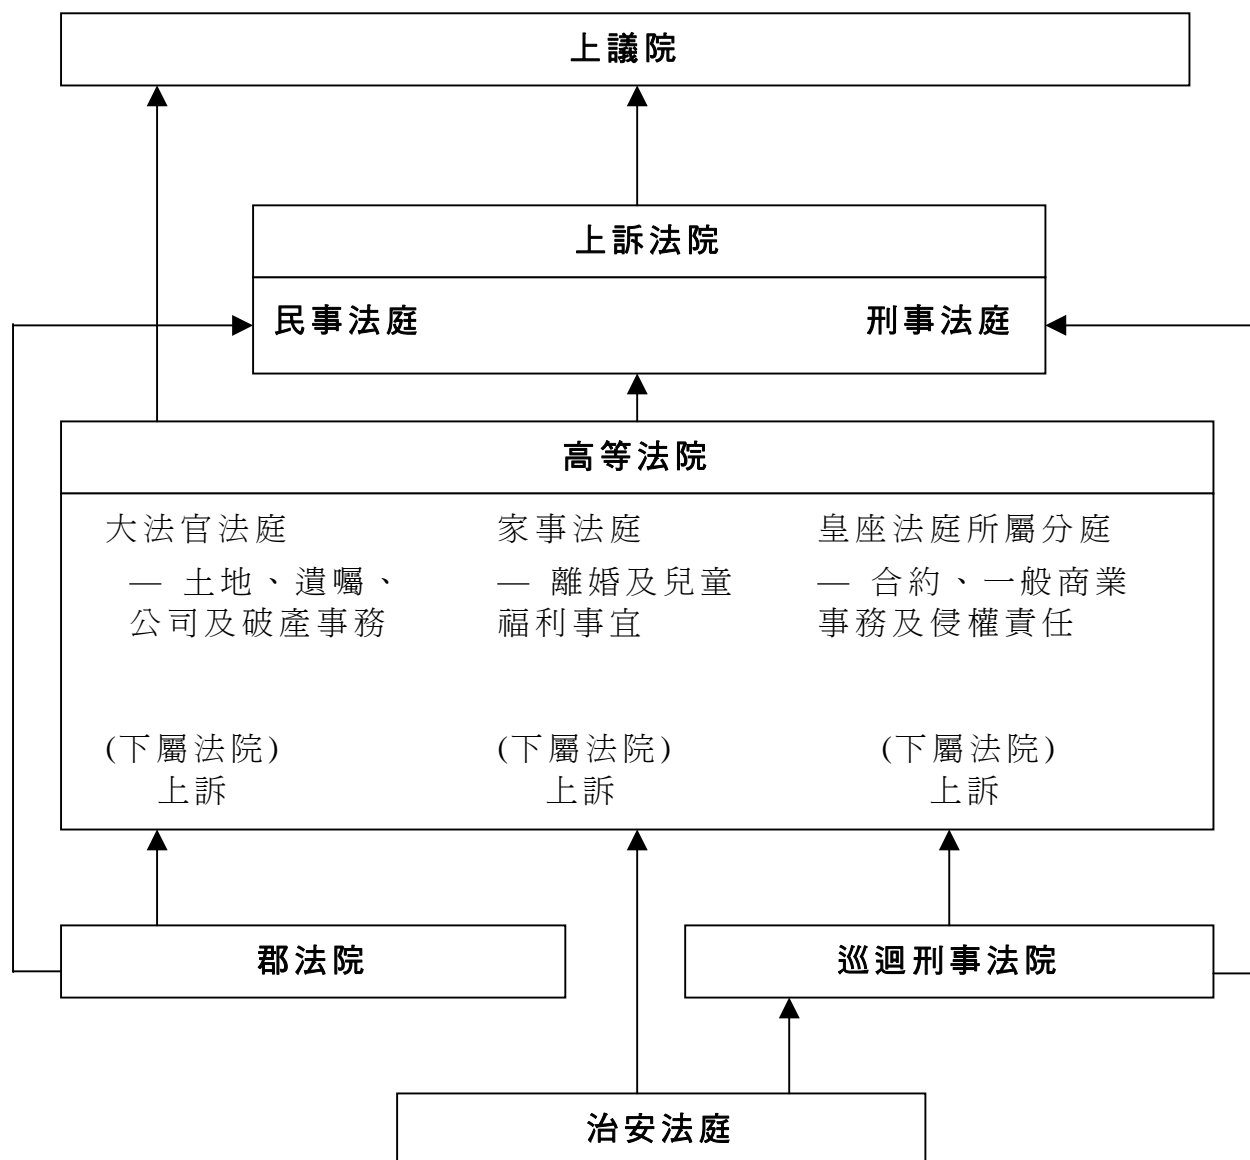 上議院
上訴法院
民事法庭
刑事法庭
高等法院
大法官法庭
— 土地、遺囑、
公司及破產事務
家事法庭
— 離婚及兒童
福利事宜
皇座法庭所屬分庭
— 合約、一般商業
事務及侵權責任
(下屬法院)
上訴
(下屬法院)
上訴
(下屬法院)
上訴
郡法院
巡迴刑事法院
治安法庭